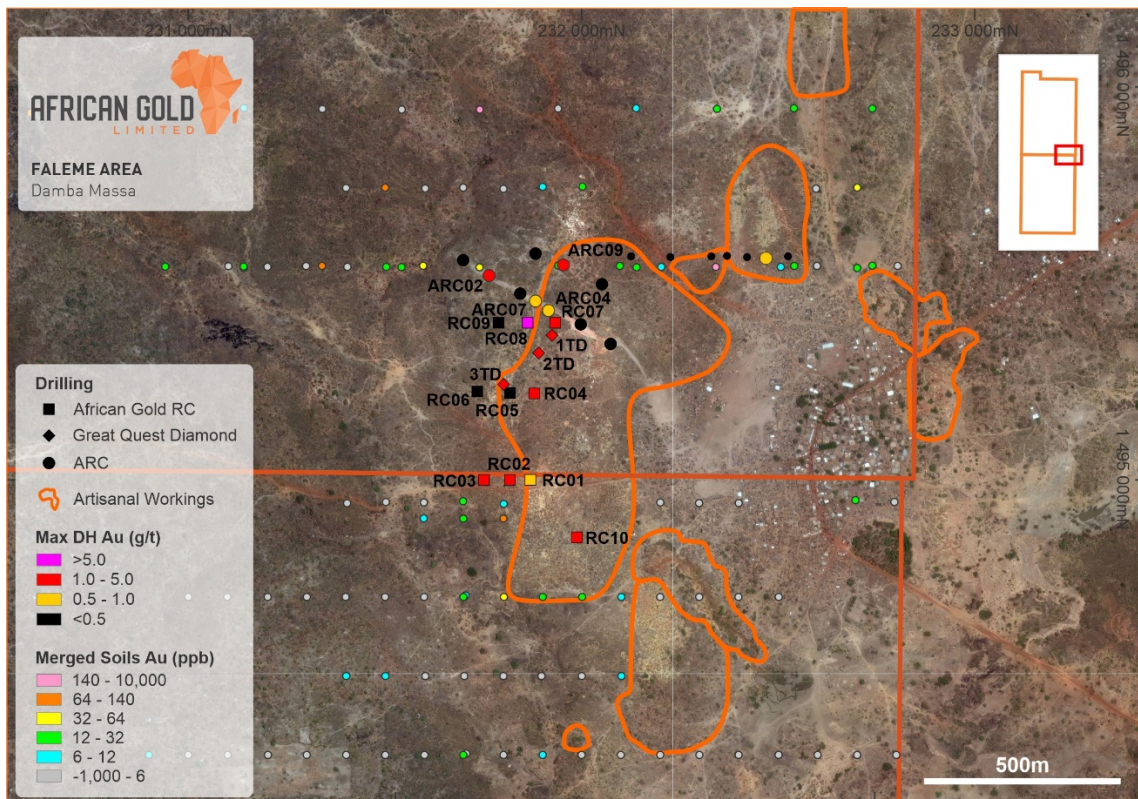 231 000mN
232 000mN
233 000mN
1 496 000mN
AFRICAN GOLD
LIMITED
FALEME AREA
Damba Massa
ARC09
ARC02
ARC04
ARC07
RC07
RC09
RC08
1TD
2TD
3TD
RC06
RC05
RC04
RC02
RC03
RC01
RC10
1 495 000mN
Drilling
African Gold RC
Great Quest Diamond
ARC
Artisanal Workings
Max DH Au (g/t)
>5.0
1.0 - 5.0
0.5 - 1.0
<0.5
Merged Soils Au (ppb)
140 - 10,000
64 - 140
32 - 64
12 - 32
6 - 12
-1,000 - 6
500m